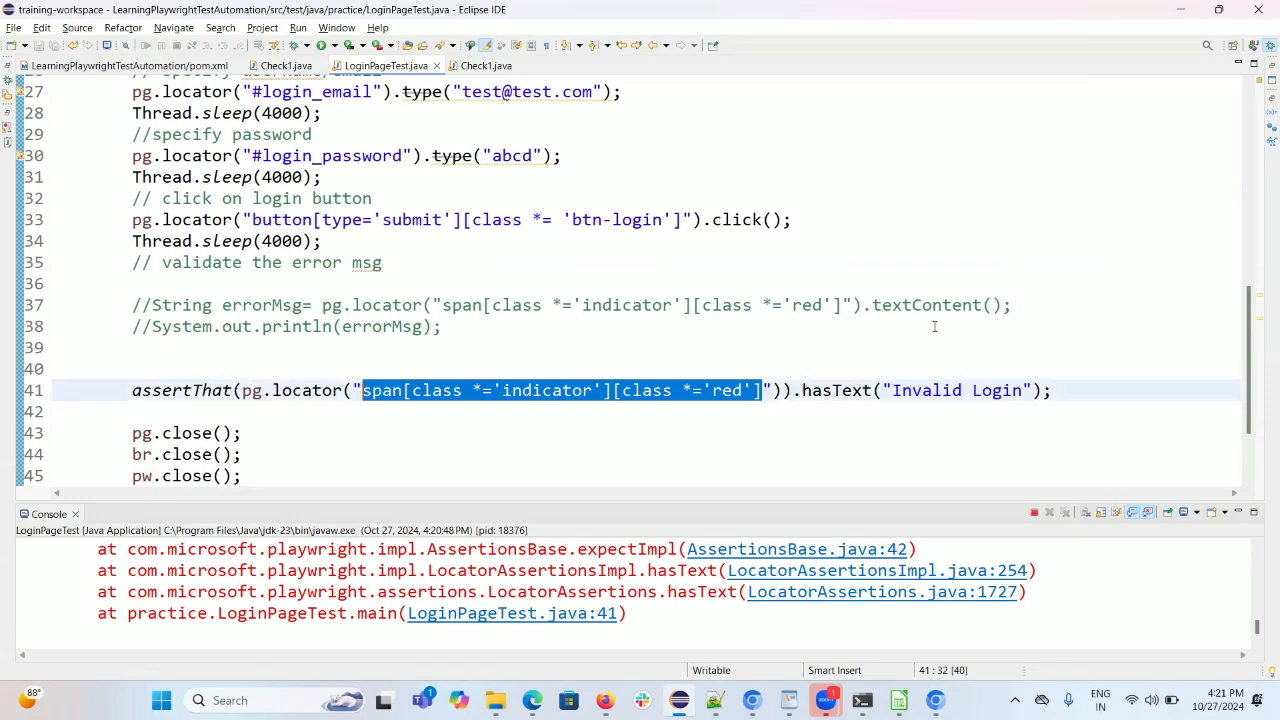 training-workspace - LearningPlaywrightTestAutomation/src/test/java/practice/LoginPageTest.java - Eclipse IDE
File Edit Source Refactor Navigate Search Project Run Window Help
LearningPlaywrightTestAutomation/pom.xml Check1.java LoginPageTest.java Check1.java
27 pg.locator("#login_email").type("test@test.com");
28 Thread.sleep(4000);
29 //specify password
30 pg.locator("#login_password").type("abcd");
31 Thread.sleep(4000);
32 // click on login button
33 pg.locator("button[type='submit'][class *= 'btn-login']").click();
34 Thread.sleep(4000);
35 // validate the error msg
36
37 //String errorMsg= pg.locator("span[class *='indicator'][class *='red']").textContent();
38 //System.out.println(errorMsg);
39
40
41 assertThat(pg.locator("span[class *='indicator'][class *='red']")).hasText("Invalid Login");
42
43 pg.close();
44 br.close();
45 pw.close();
Console
LoginPageTest [Java Application] C:\Program Files\Java\jdk-23\bin\javaw.exe (Oct 27, 2024, 4:20:48 PM) [pid: 18376]
at com.microsoft.playwright.impl.AssertionsBase.expectImpl(AssertionsBase.java:42)
at com.microsoft.playwright.impl.LocatorAssertionsImpl.hasText(LocatorAssertionsImpl.java:254)
at com.microsoft.playwright.assertions.LocatorAssertions.hasText(LocatorAssertions.java:1727)
at practice.LoginPageTest.main(LoginPageTest.java:41)
Writable Smart Insert 41 : 32 [40]
88° Search 1 1 ENG IN 4:21 PM 10/27/2024